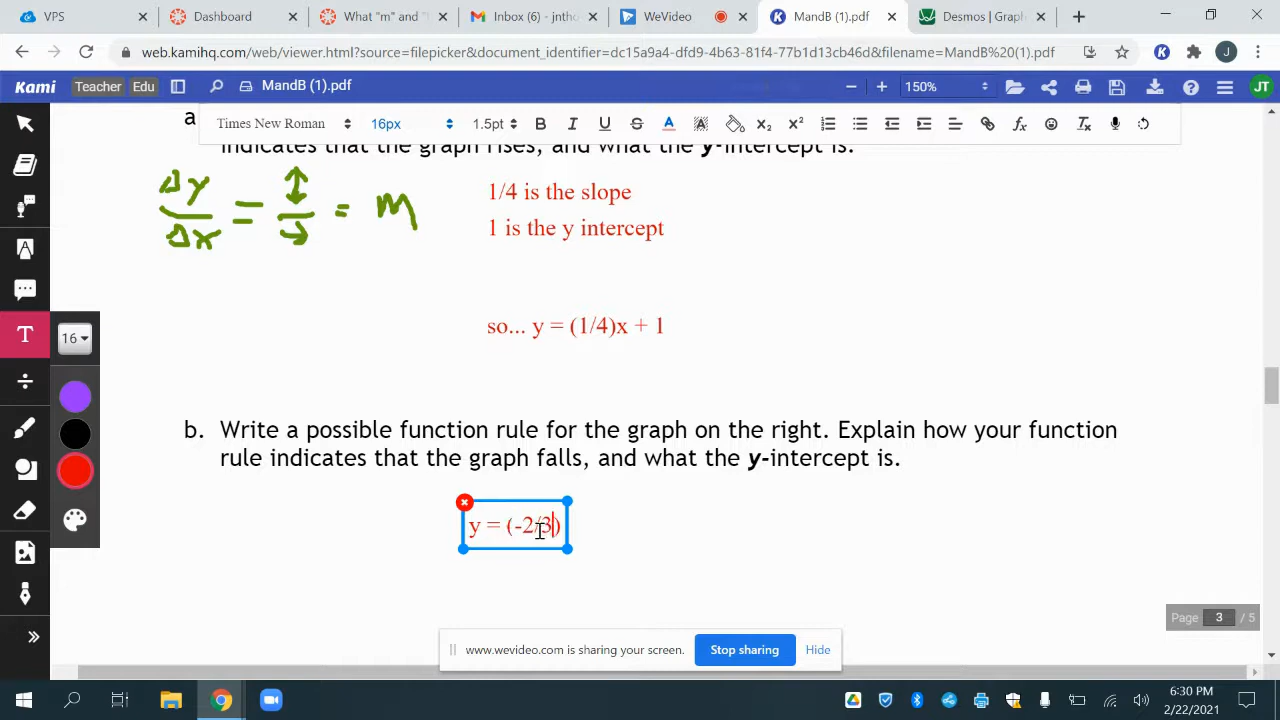 VPS
Dashboard
What "m" and "
Inbox (6) - jntho
WeVideo
MandB (1).pdf
Desmos | Graph
web.kamihq.com/web/viewer.html?source=filepicker&document_identifier=dc15a9a4-dfd9-4b63-81f4-77b1d13cb46d&filename=MandB%20(1).pdf
Kami Teacher Edu MandB (1).pdf 150% JT
Times New Roman 16px 1.5pt B I U S A X₂ X² fx
a
indicates that the graph rises, and what the y-intercept is.
Δy/Δx = ↕/→ = m
1/4 is the slope
1 is the y intercept
so... y = (1/4)x + 1
T 16
b. Write a possible function rule for the graph on the right. Explain how your function
rule indicates that the graph falls, and what the y-intercept is.
y = (-2/3)
Page 3 / 5
www.wevideo.com is sharing your screen. Stop sharing Hide
6:30 PM
2/22/2021